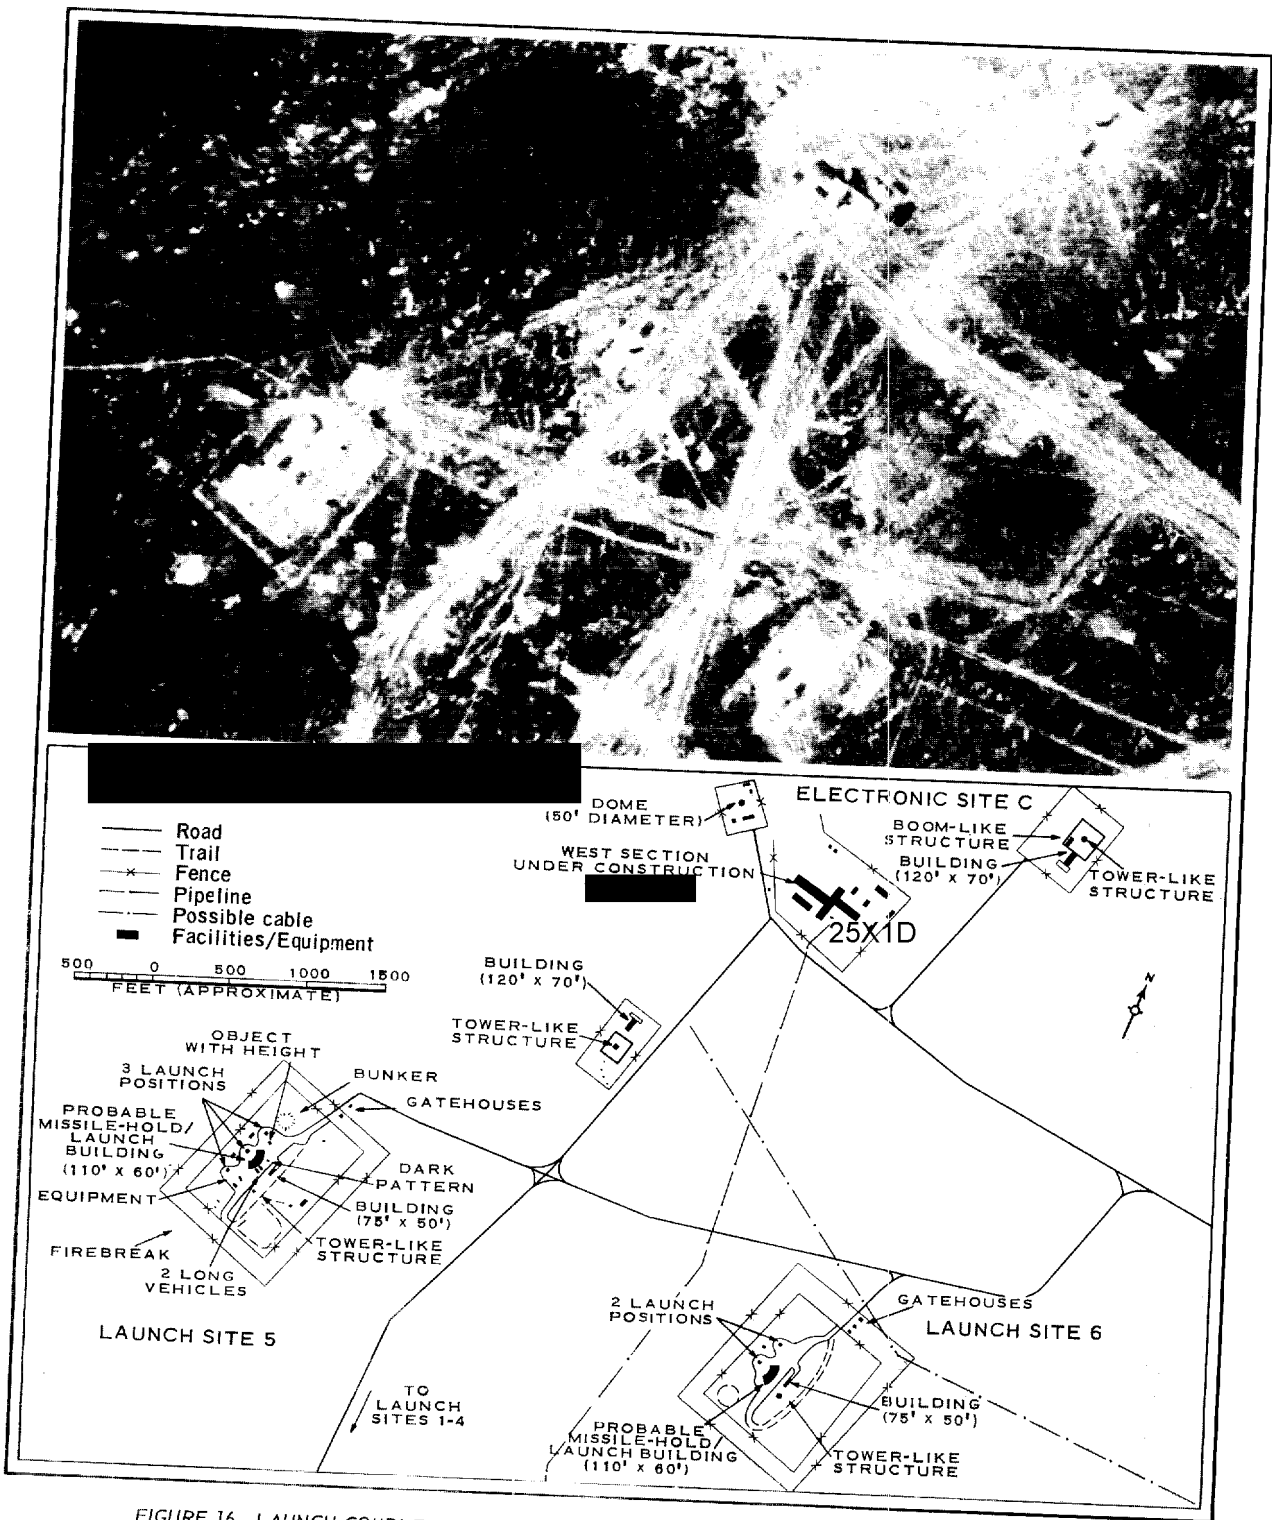 DOME
(50' DIAMETER)
ELECTRONIC SITE C
BOOM-LIKE
STRUCTURE
BUILDING
(120' X 70')
TOWER-LIKE
STRUCTURE
WEST SECTION
UNDER CONSTRUCTION
25X1D
Road
Trail
Fence
Pipeline
Possible cable
Facilities/Equipment
500 0 500 1000 1500
FEET (APPROXIMATE)
N
BUILDING
(120' X 70')
TOWER-LIKE
STRUCTURE
OBJECT
WITH HEIGHT
3 LAUNCH
POSITIONS
BUNKER
GATEHOUSES
PROBABLE
MISSILE-HOLD/
LAUNCH
BUILDING
(110' X 60')
EQUIPMENT
DARK
PATTERN
BUILDING
(75' X 50')
TOWER-LIKE
STRUCTURE
FIREBREAK
2 LONG
VEHICLES
LAUNCH SITE 5
TO
LAUNCH
SITES 1-4
2 LAUNCH
POSITIONS
GATEHOUSES
LAUNCH SITE 6
BUILDING
(75' X 50')
PROBABLE
MISSILE-HOLD/
LAUNCH BUILDING
(110' X 60')
TOWER-LIKE
STRUCTURE
FIGURE 16. LAUNCH